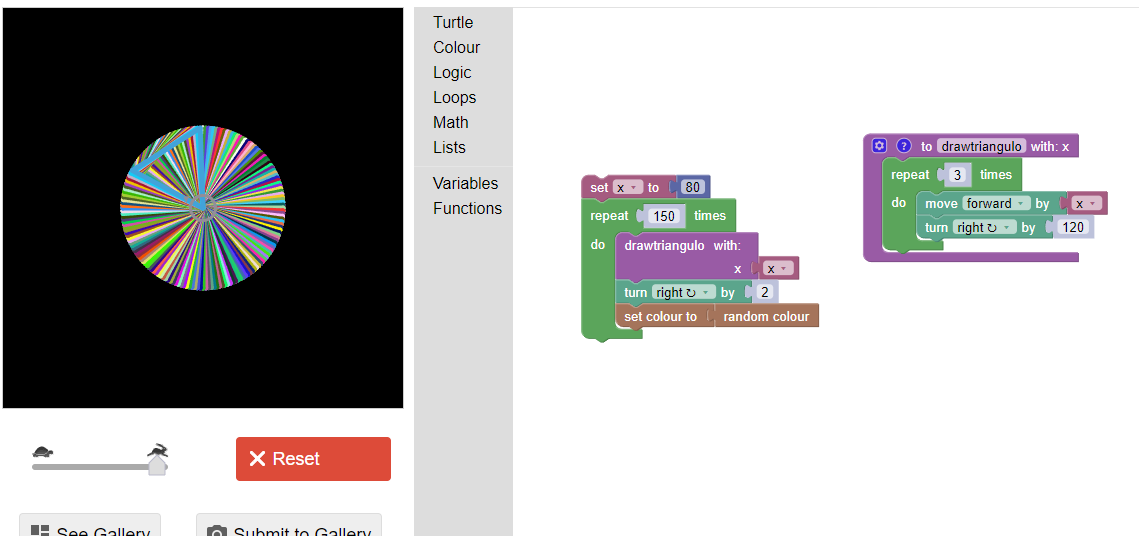 Turtle
Colour
Logic
Loops
Math
Lists
Variables
Functions
set x to 80
repeat 150 times
do drawtriangulo with:
x x
turn right ↻ by 2
set colour to random colour
? to drawtriangulo with: x
repeat 3 times
do move forward by x
turn right ↻ by 120
Reset
See Gallery
Submit to Gallery